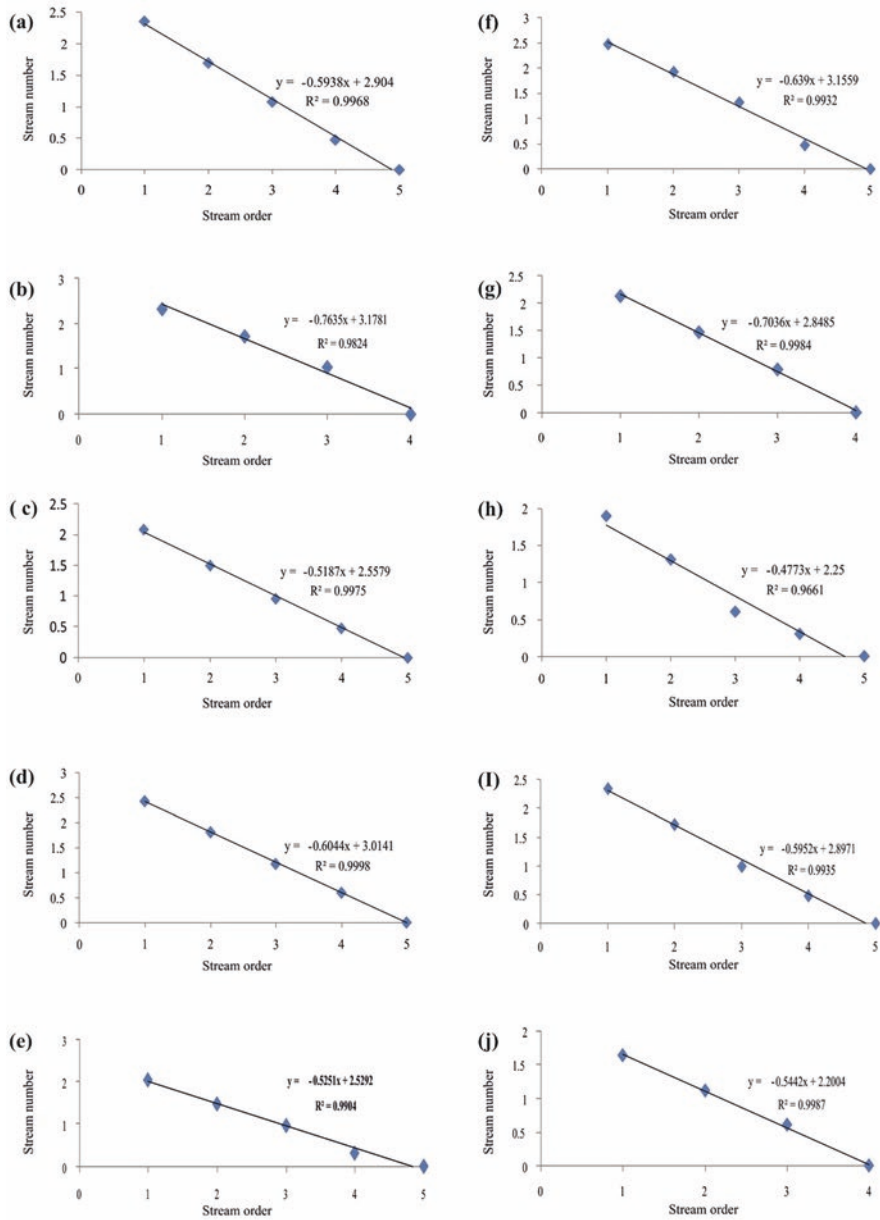 (a)
2.5
2
1.5
1
0.5
0
Stream number
y = -0.5938x + 2.904
R² = 0.9968
0 1 2 3 4 5
Stream order
(b)
3
2
1
0
Stream number
y = -0.7635x + 3.1781
R² = 0.9824
0 1 2 3 4
Stream order
( c)
2.5
2
1.5
1
0.5
0
Stream number
y = -0.5187x + 2.5579
R² = 0.9975
0 1 2 3 4 5
Stream order
(d)
3
2.5
2
1.5
1
0.5
0
Stream number
y = -0.6044x + 3.0141
R² = 0.9998
0 1 2 3 4 5
Stream order
(e)
3
2
1
0
Stream number
y = -0.5251x + 2.5292
R² = 0.9904
0 1 2 3 4 5
Stream order
(f)
3
2.5
2
1.5
1
0.5
0
Stream number
y = -0.639x + 3.1559
R² = 0.9932
0 1 2 3 4 5
Stream order
(g)
2.5
2
1.5
1
0.5
0
Stream number
y = -0.7036x + 2.8485
R² = 0.9984
0 1 2 3 4
Stream order
(h)
2
1.5
1
0.5
0
Stream number
y = -0.4773x + 2.25
R² = 0.9661
0 1 2 3 4 5
Stream order
(I)
2.5
2
1.5
1
0.5
0
Stream number
y = -0.5952x + 2.8971
R² = 0.9935
0 1 2 3 4 5
Stream order
(j)
2
1.5
1
0.5
0
Stream number
y = -0.5442x + 2.2004
R² = 0.9987
0 1 2 3 4
Stream order